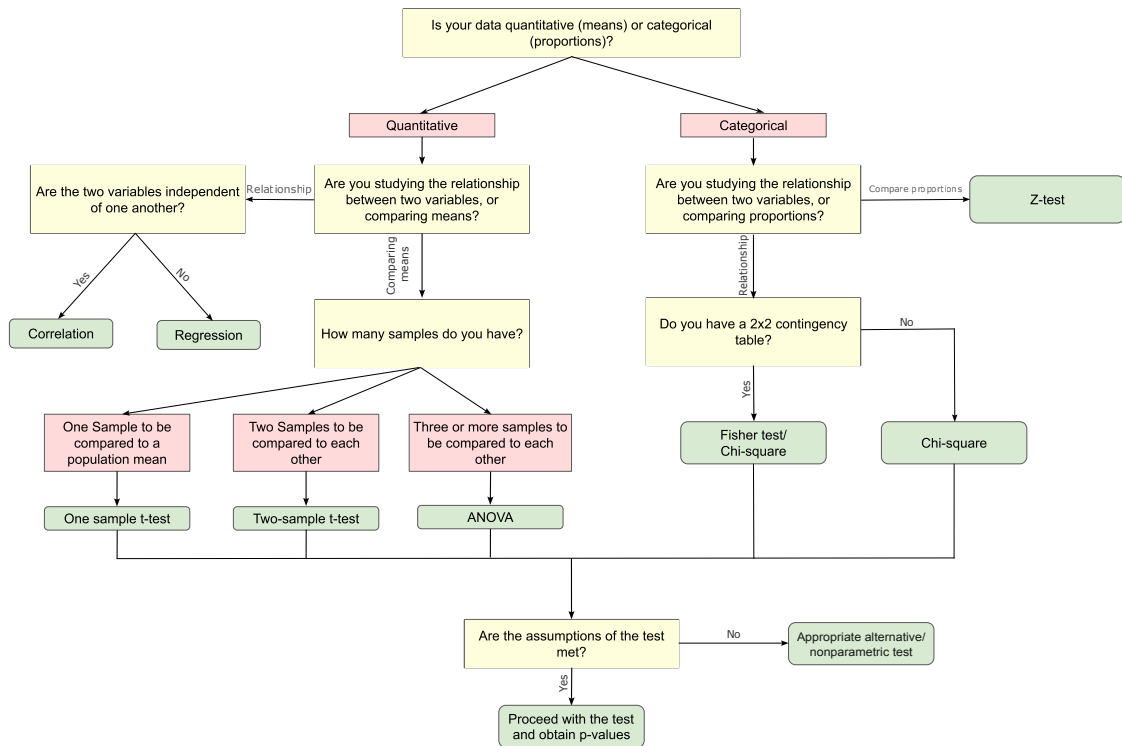 Is your data quantitative (means) or categorical
(proportions)?
Quantitative
Categorical
Are the two variables independent
of one another?
Relationship
Are you studying the relationship
between two variables, or
comparing means?
Are you studying the relationship
between two variables, or
comparing proportions?
Compare proportions
Z-test
Yes
No
Comparing
means
Relationship
Correlation
Regression
How many samples do you have?
Do you have a 2x2 contingency
table?
No
Yes
One Sample to be
compared to a
population mean
Two Samples to be
compared to each
other
Three or more samples to
be compared to each
other
Fisher test/
Chi-square
Chi-square
One sample t-test
Two-sample t-test
ANOVA
Are the assumptions of the test
met?
No
Appropriate alternative/
nonparametric test
Yes
Proceed with the test
and obtain p-values